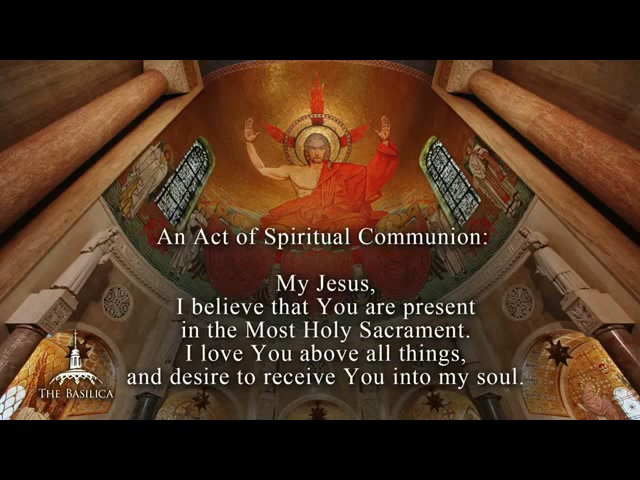 An Act of Spiritual Communion:
My Jesus,
I believe that You are present
in the Most Holy Sacrament.
I love You above all things,
and desire to receive You into my soul.
THE BASILICA